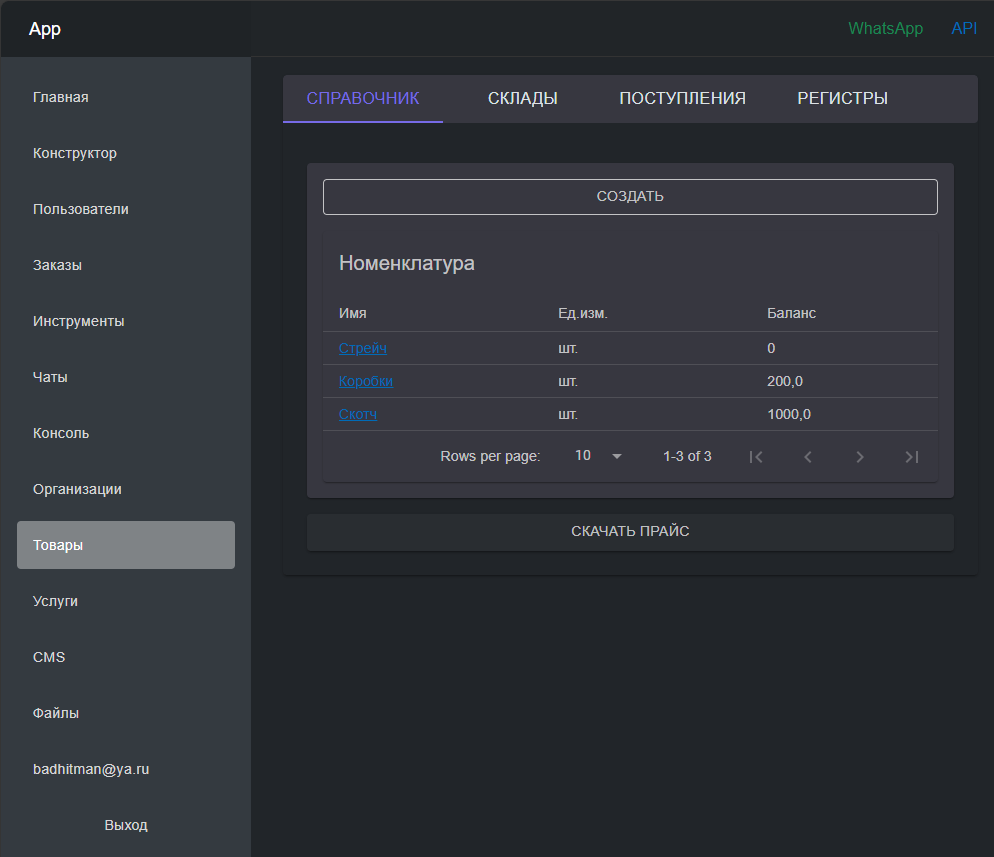 App
WhatsApp API
Главная
Конструктор
Пользователи
Заказы
Инструменты
Чаты
Консоль
Организации
Товары
Услуги
CMS
Файлы
badhitman@ya.ru
Выход
СПРАВОЧНИК СКЛАДЫ ПОСТУПЛЕНИЯ РЕГИСТРЫ
СОЗДАТЬ
Номенклатура
Имя Ед.изм. Баланс
Стрейч шт. 0
Коробки шт. 200,0
Скотч шт. 1000,0
Rows per page: 10 1-3 of 3
СКАЧАТЬ ПРАЙС